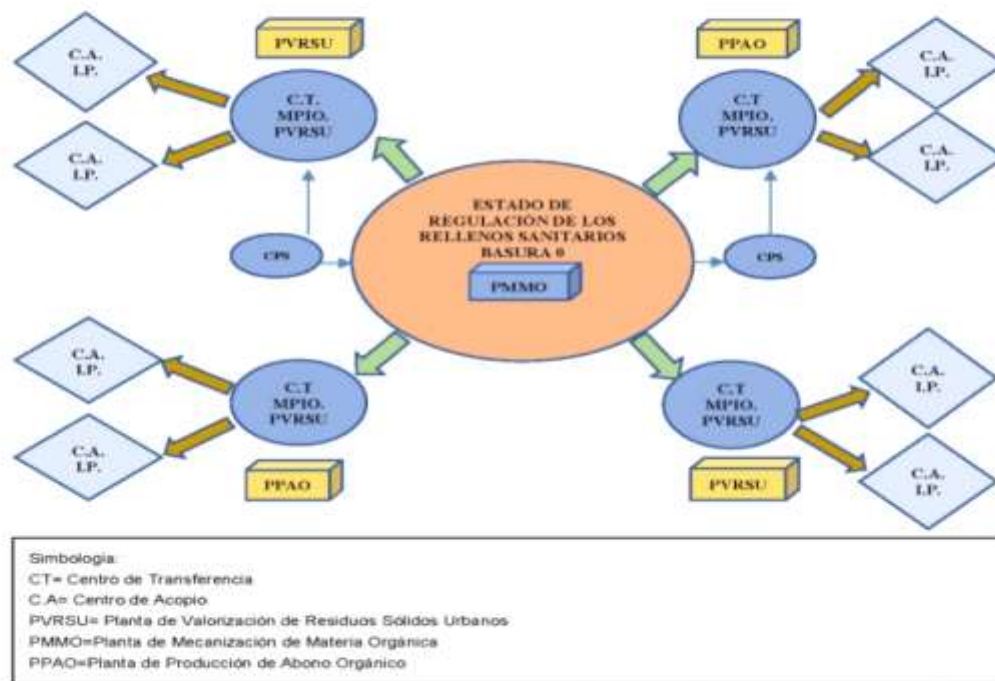 C.A.
I.P.
PVRSU
C.T.
MPIO.
PVRSU
C.A.
I.P.
PPAO
C.T
MPIO.
PVRSU
C.A.
I.P.
C.A.
I.P.
ESTADO DE
REGULACIÓN DE LOS
RELLENOS SANITARIOS
BASURA 0
PMMO
CPS
CPS
C.A.
I.P.
C.T
MPIO.
PVRSU
C.A.
I.P.
PPAO
C.T
MPIO.
PVRSU
C.A.
I.P.
C.A.
I.P.
PVRSU
Simbologia:
CT= Centro de Transferencia
C.A= Centro de Acopio
PVRSU= Planta de Valorización de Residuos Sólidos Urbanos
PMMO=Planta de Mecanización de Materia Orgánica
PPAO=Planta de Producción de Abono Orgánico